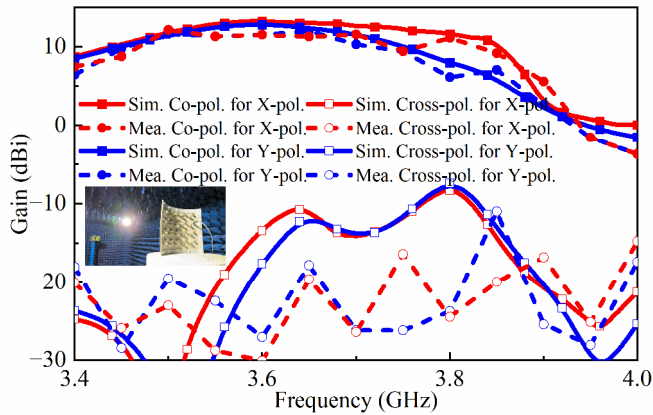 10
0
−10
20
−30
Gain (dBi)
Sim. Co-pol. for X-pol.
Sim. Cross-pol. for X-pol.
Mea. Co-pol. for X-pol.
Mea. Cross-pol. for X-pol.
Sim. Co-pol. for Y-pol.
Sim. Cross-pol. for Y-pol.
Mea. Co-pol. for Y-pol.
Mea. Cross-pol. for Y-pol.
3.4
3.6
3.8
4.0
Frequency (GHz)